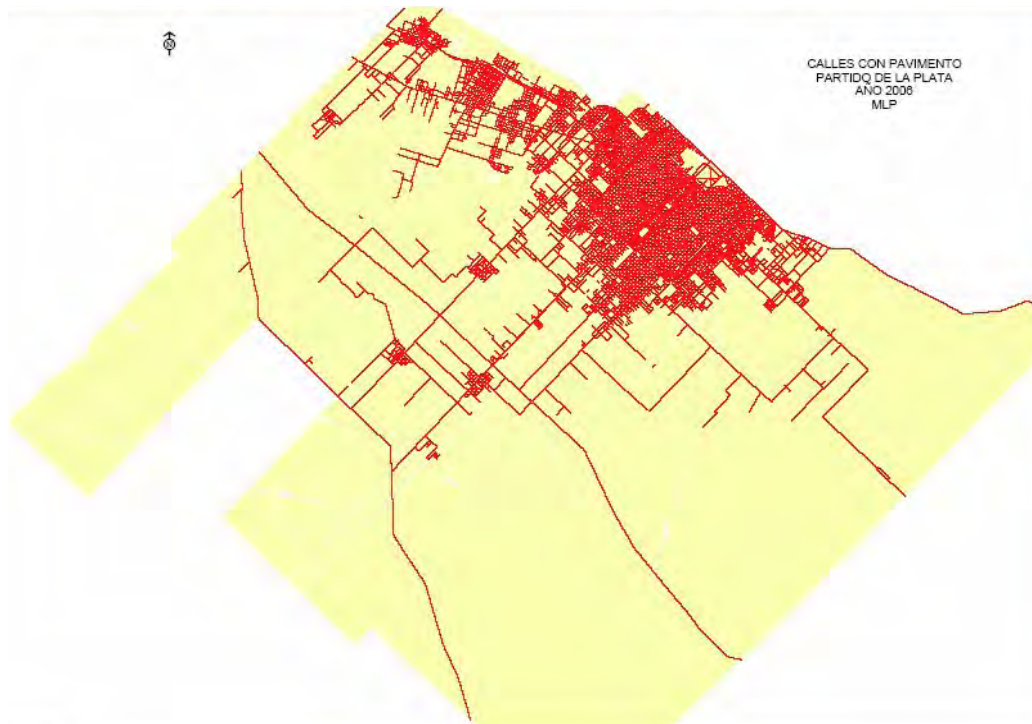 CALLES CON PAVIMENTO
PARTIDO DE LA PLATA
AÑO 2006
MLP